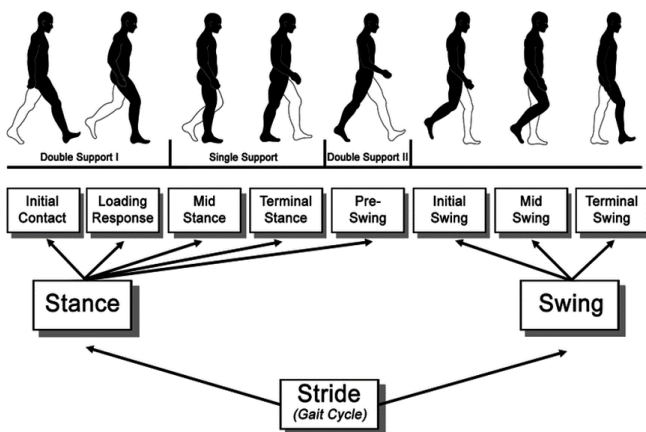 Double Support I
Single Support
Double Support II
Initial
Contact
Loading
Response
Mid
Stance
Terminal
Stance
Pre-
Swing
Initial
Swing
Mid
Swing
Terminal
Swing
Stance
Swing
Stride
(Gait Cycle)